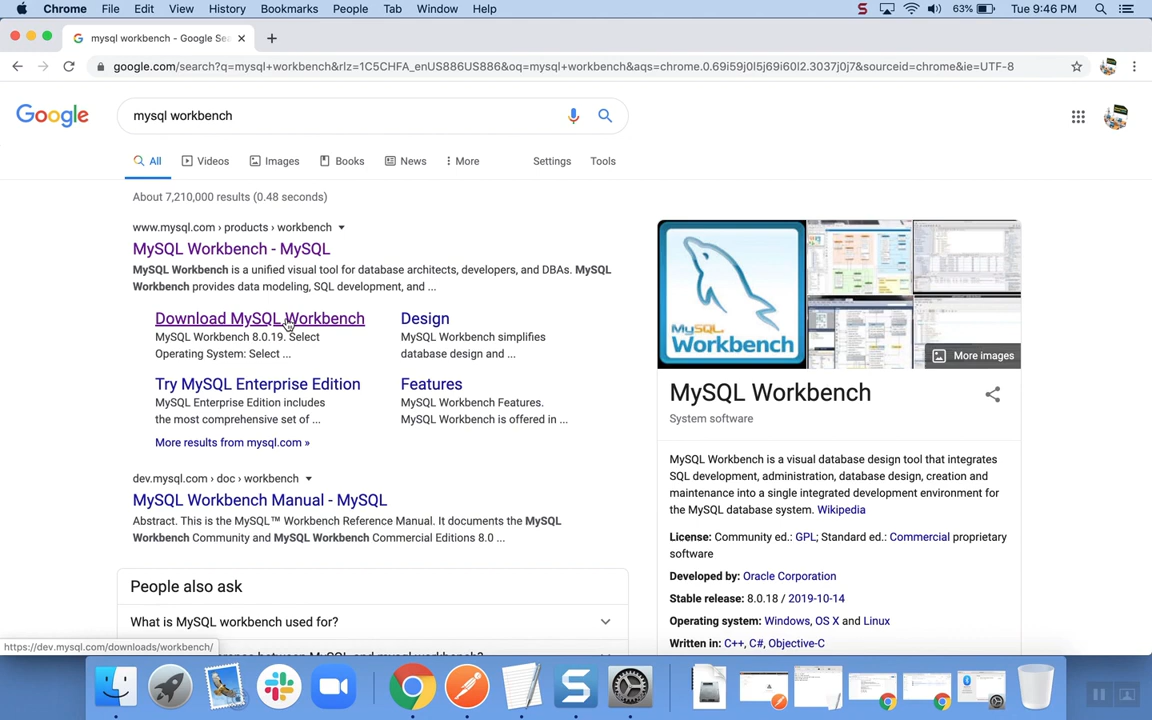 Chrome File Edit View History Bookmarks People Tab Window Help
S 63% Tue 9:46 PM
mysql workbench - Google Sea
google.com/search?q=mysql+workbench&rlz=1C5CHFA_enUS886US886&oq=mysql+workbench&aqs=chrome.0.69i59j0l5j69i60l2.3037j0j7&sourceid=chrome&ie=UTF-8
Google
mysql workbench
All Videos Images Books News More Settings Tools
About 7,210,000 results (0.48 seconds)
www.mysql.com › products › workbench
MySQL Workbench - MySQL
MySQL Workbench is a unified visual tool for database architects, developers, and DBAs. MySQL
Workbench provides data modeling, SQL development, and ...
Download MySQL Workbench
MySQL Workbench 8.0.19. Select
Operating System: Select ...
Design
MySQL Workbench simplifies
database design and ...
Try MySQL Enterprise Edition
MySQL Enterprise Edition includes
the most comprehensive set of ...
Features
MySQL Workbench Features.
MySQL Workbench is offered in ...
More results from mysql.com »
dev.mysql.com › doc › workbench
MySQL Workbench Manual - MySQL
Abstract. This is the MySQL™ Workbench Reference Manual. It documents the MySQL
Workbench Community and MySQL Workbench Commercial Editions 8.0 ...
People also ask
What is MySQL workbench used for?
MySQL
Workbench
More images
MySQL Workbench
System software
MySQL Workbench is a visual database design tool that integrates
SQL development, administration, database design, creation and
maintenance into a single integrated development environment for
the MySQL database system. Wikipedia
License: Community ed.: GPL; Standard ed.: Commercial proprietary
software
Developed by: Oracle Corporation
Stable release: 8.0.18 / 2019-10-14
Operating system: Windows, OS X and Linux
Written in: C++, C#, Objective-C
https://dev.mysql.com/downloads/workbench/
S